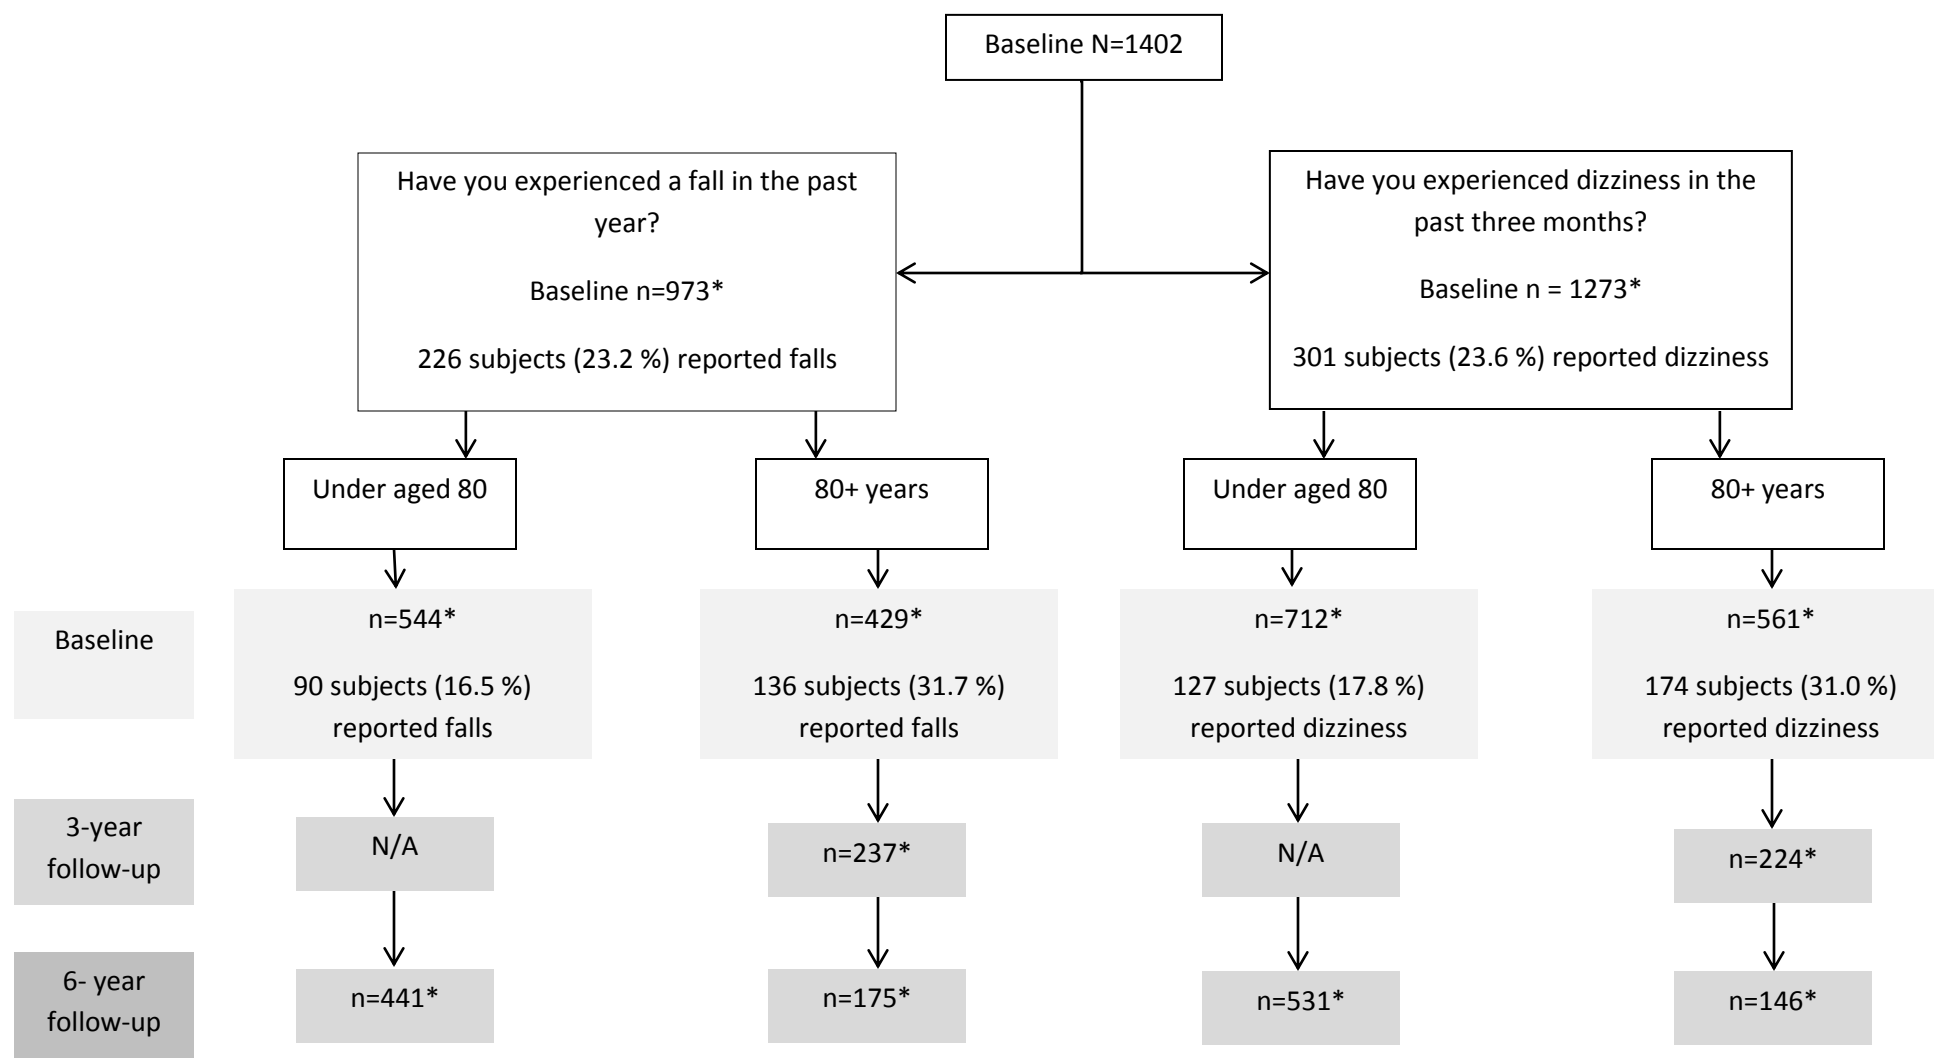 Baseline N=1402
Have you experienced a fall in the past
year?
Baseline n=973*
226 subjects (23.2 %) reported falls
Have you experienced dizziness in the
past three months?
Baseline n = 1273*
301 subjects (23.6 %) reported dizziness
Under aged 80
80+ years
Under aged 80
80+ years
Baseline
n=544*
90 subjects (16.5 %)
reported falls
n=429*
136 subjects (31.7 %)
reported falls
n=712*
127 subjects (17.8 %)
reported dizziness
n=561*
174 subjects (31.0 %)
reported dizziness
3-year
follow-up
N/A
n=237*
N/A
n=224*
6- year
follow-up
n=441*
n=175*
n=531*
n=146*